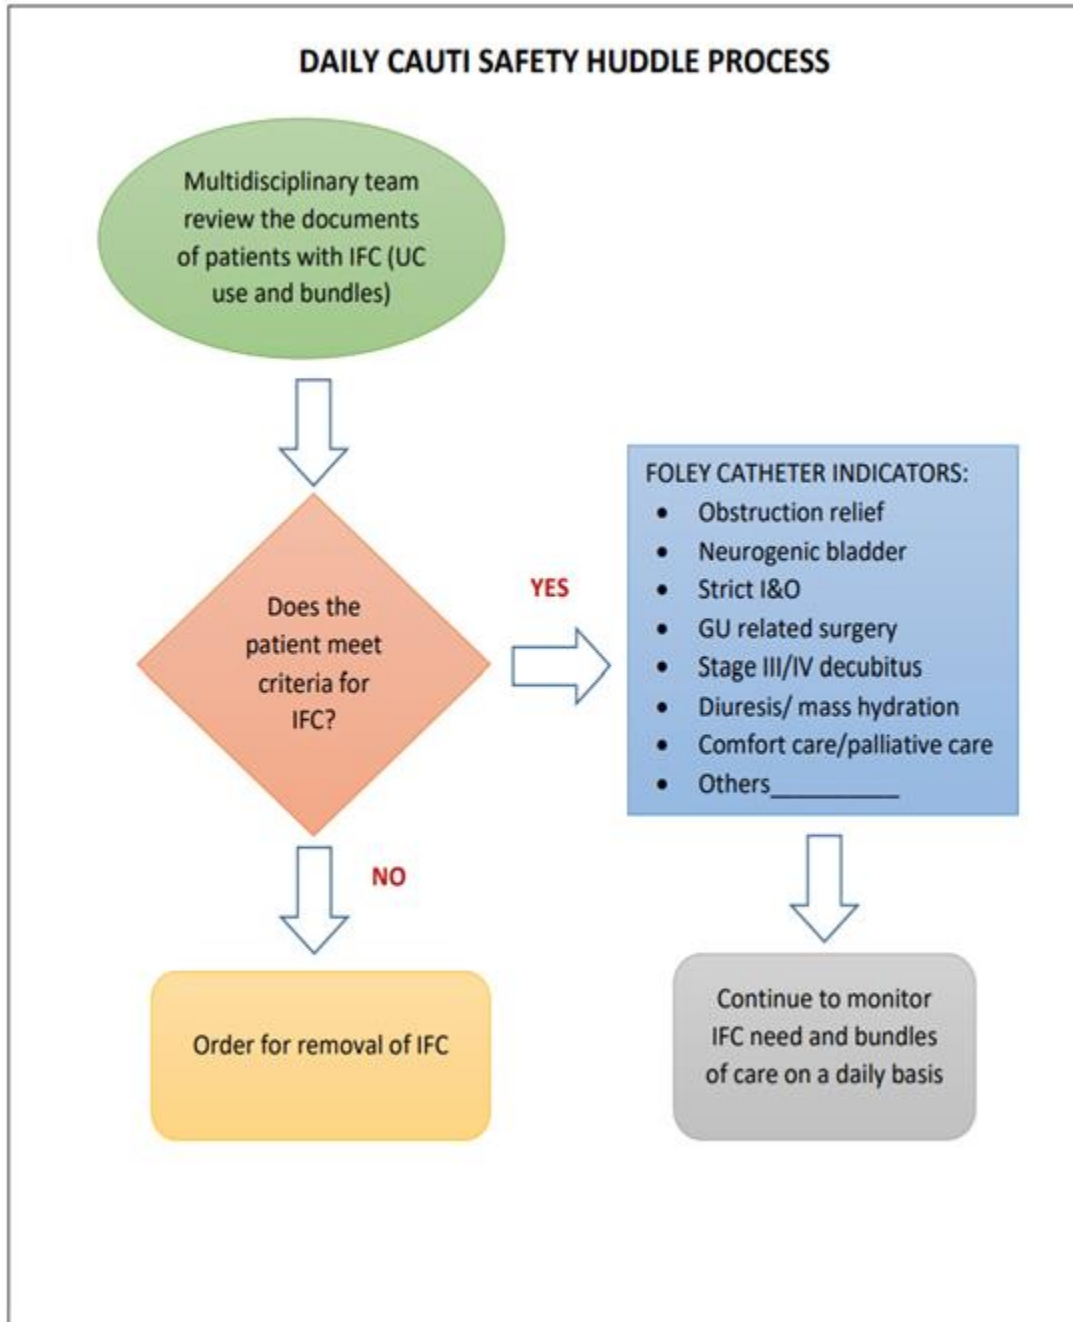 DAILY CAUTI SAFETY HUDDLE PROCESS
Multidisciplinary team
review the documents
of patients with IFC (UC
use and bundles)
Does the
patient meet
criteria for
IFC?
YES
FOLEY CATHETER INDICATORS:
• Obstruction relief
• Neurogenic bladder
• Strict I&O
• GU related surgery
• Stage III/IV decubitus
• Diuresis/ mass hydration
• Comfort care/palliative care
• Others__________
NO
Order for removal of IFC
Continue to monitor
IFC need and bundles
of care on a daily basis